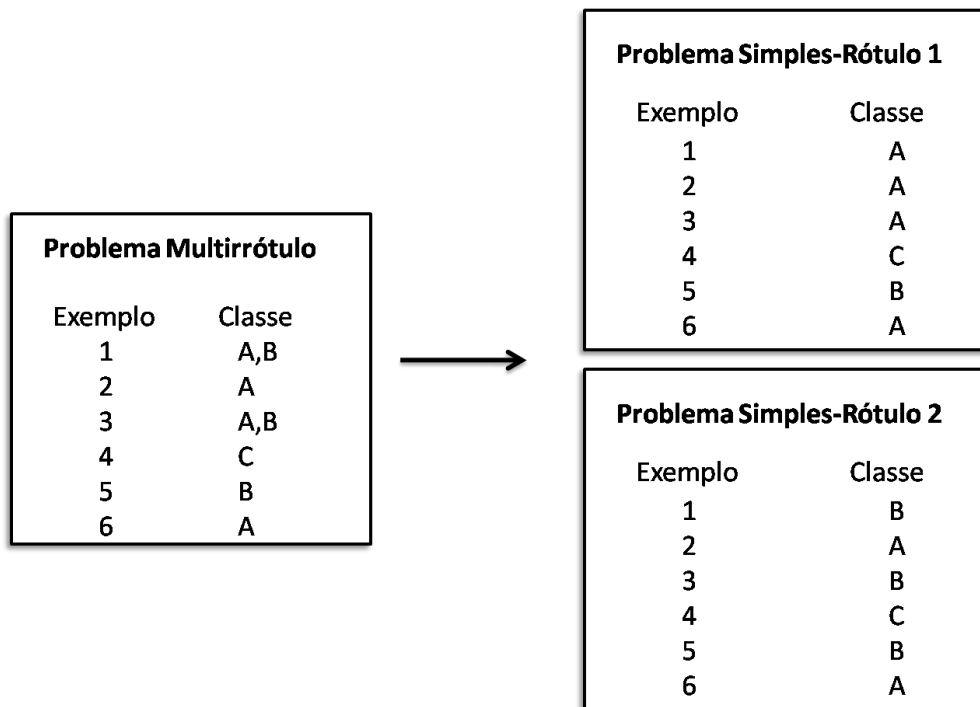 Problema Multirrótulo
Exemplo Classe
1 A,B
2 A
3 A,B
4 C
5 B
6 A
Problema Simples-Rótulo 1
Exemplo Classe
1 A
2 A
3 A
4 C
5 B
6 A
Problema Simples-Rótulo 2
Exemplo Classe
1 B
2 A
3 B
4 C
5 B
6 A